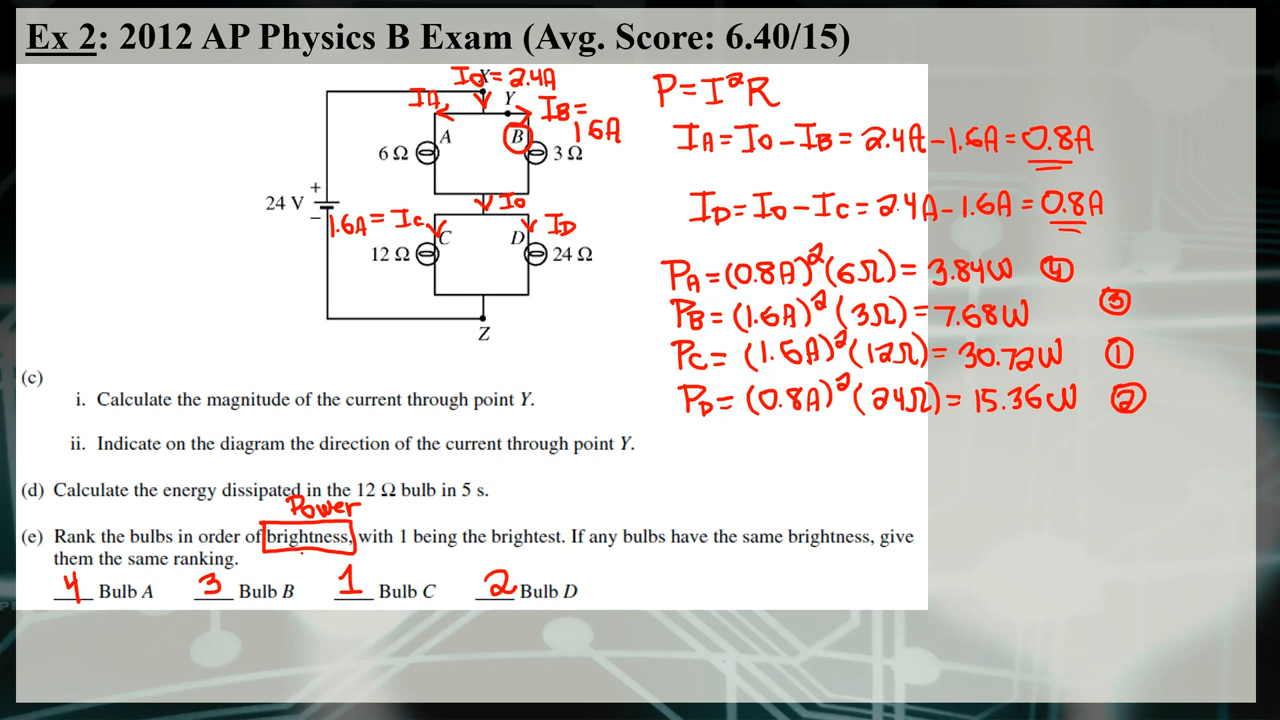 Ex 2: 2012 AP Physics B Exam (Avg. Score: 6.40/15)
X
I0 = 2.4A
IA
Y
IB =
1.6A
A
B
6 Ω
3 Ω
24 V
+
−
I0
1.6A = Ic
ID
C
D
12 Ω
24 Ω
Z
P=I²R
IA=I0-IB=2.4A-1.6A=0.8A
ID=I0-Ic=2.4A-1.6A=0.8A
PA=(0.8A)²(6Ω)=3.84W 4
PB=(1.6A)²(3Ω)=7.68W 3
PC=(1.6A)²(12Ω)=30.72W 1
PD=(0.8A)²(24Ω)=15.36W 2
(c)
i. Calculate the magnitude of the current through point Y.
ii. Indicate on the diagram the direction of the current through point Y.
(d) Calculate the energy dissipated in the 12 Ω bulb in 5 s.
Power
(e) Rank the bulbs in order of brightness, with 1 being the brightest. If any bulbs have the same brightness, give
them the same ranking.
4 Bulb A 3 Bulb B 1 Bulb C 2 Bulb D